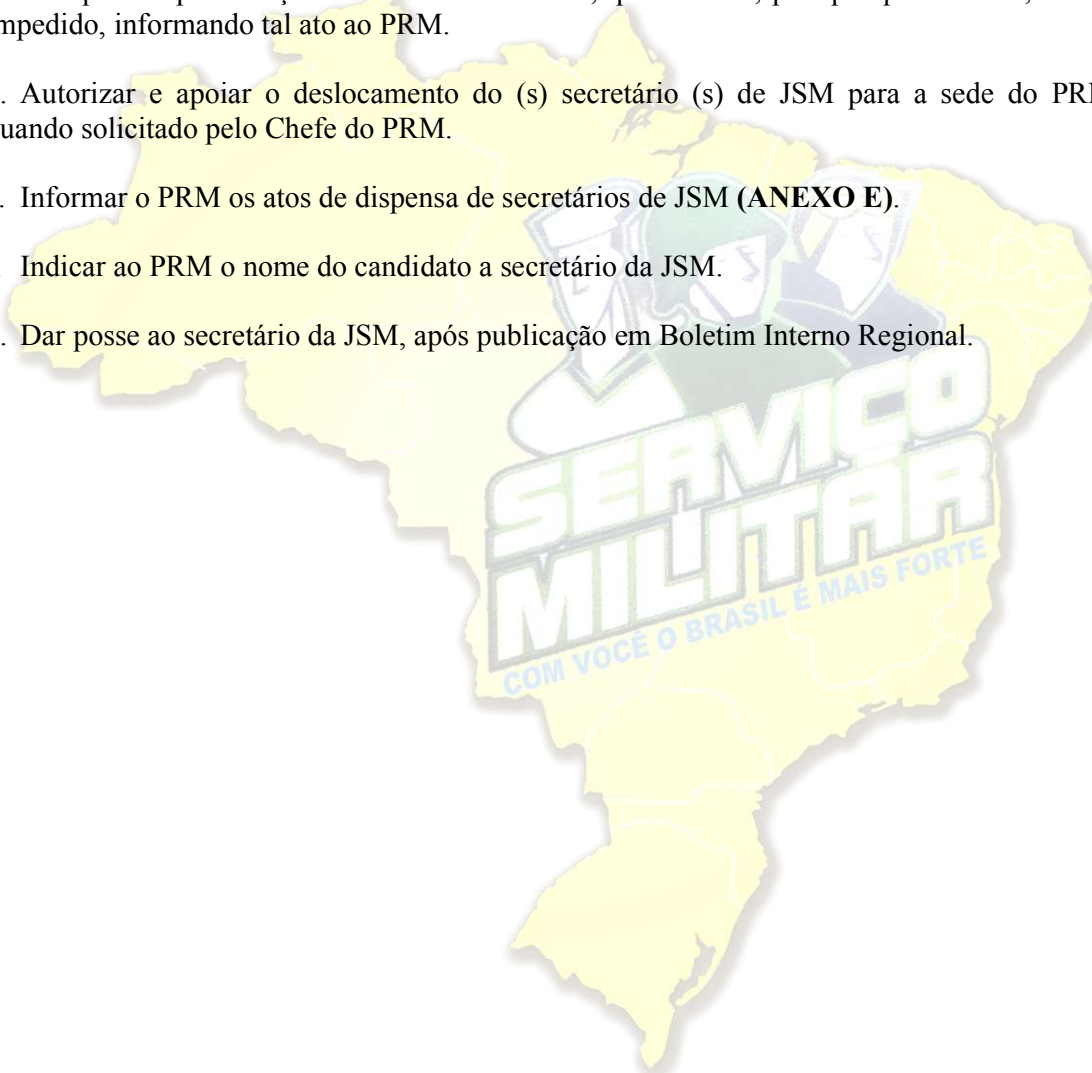 mpedido, informando tal ato ao PRM.
. Autorizar e apoiar o deslocamento do (s) secretário (s) de JSM para a sede do PR
uando solicitado pelo Chefe do PRM.
. Informar o PRM os atos de dispensa de secretários de JSM (ANEXO E).
Indicar ao PRM o nome do candidato a secretário da JSM.
. Dar posse ao secretário da JSM, após publicação em Boletim Interno Regional.
SERVIÇO
MILITAR
COM VOCÊ O BRASIL É MAIS FORTE